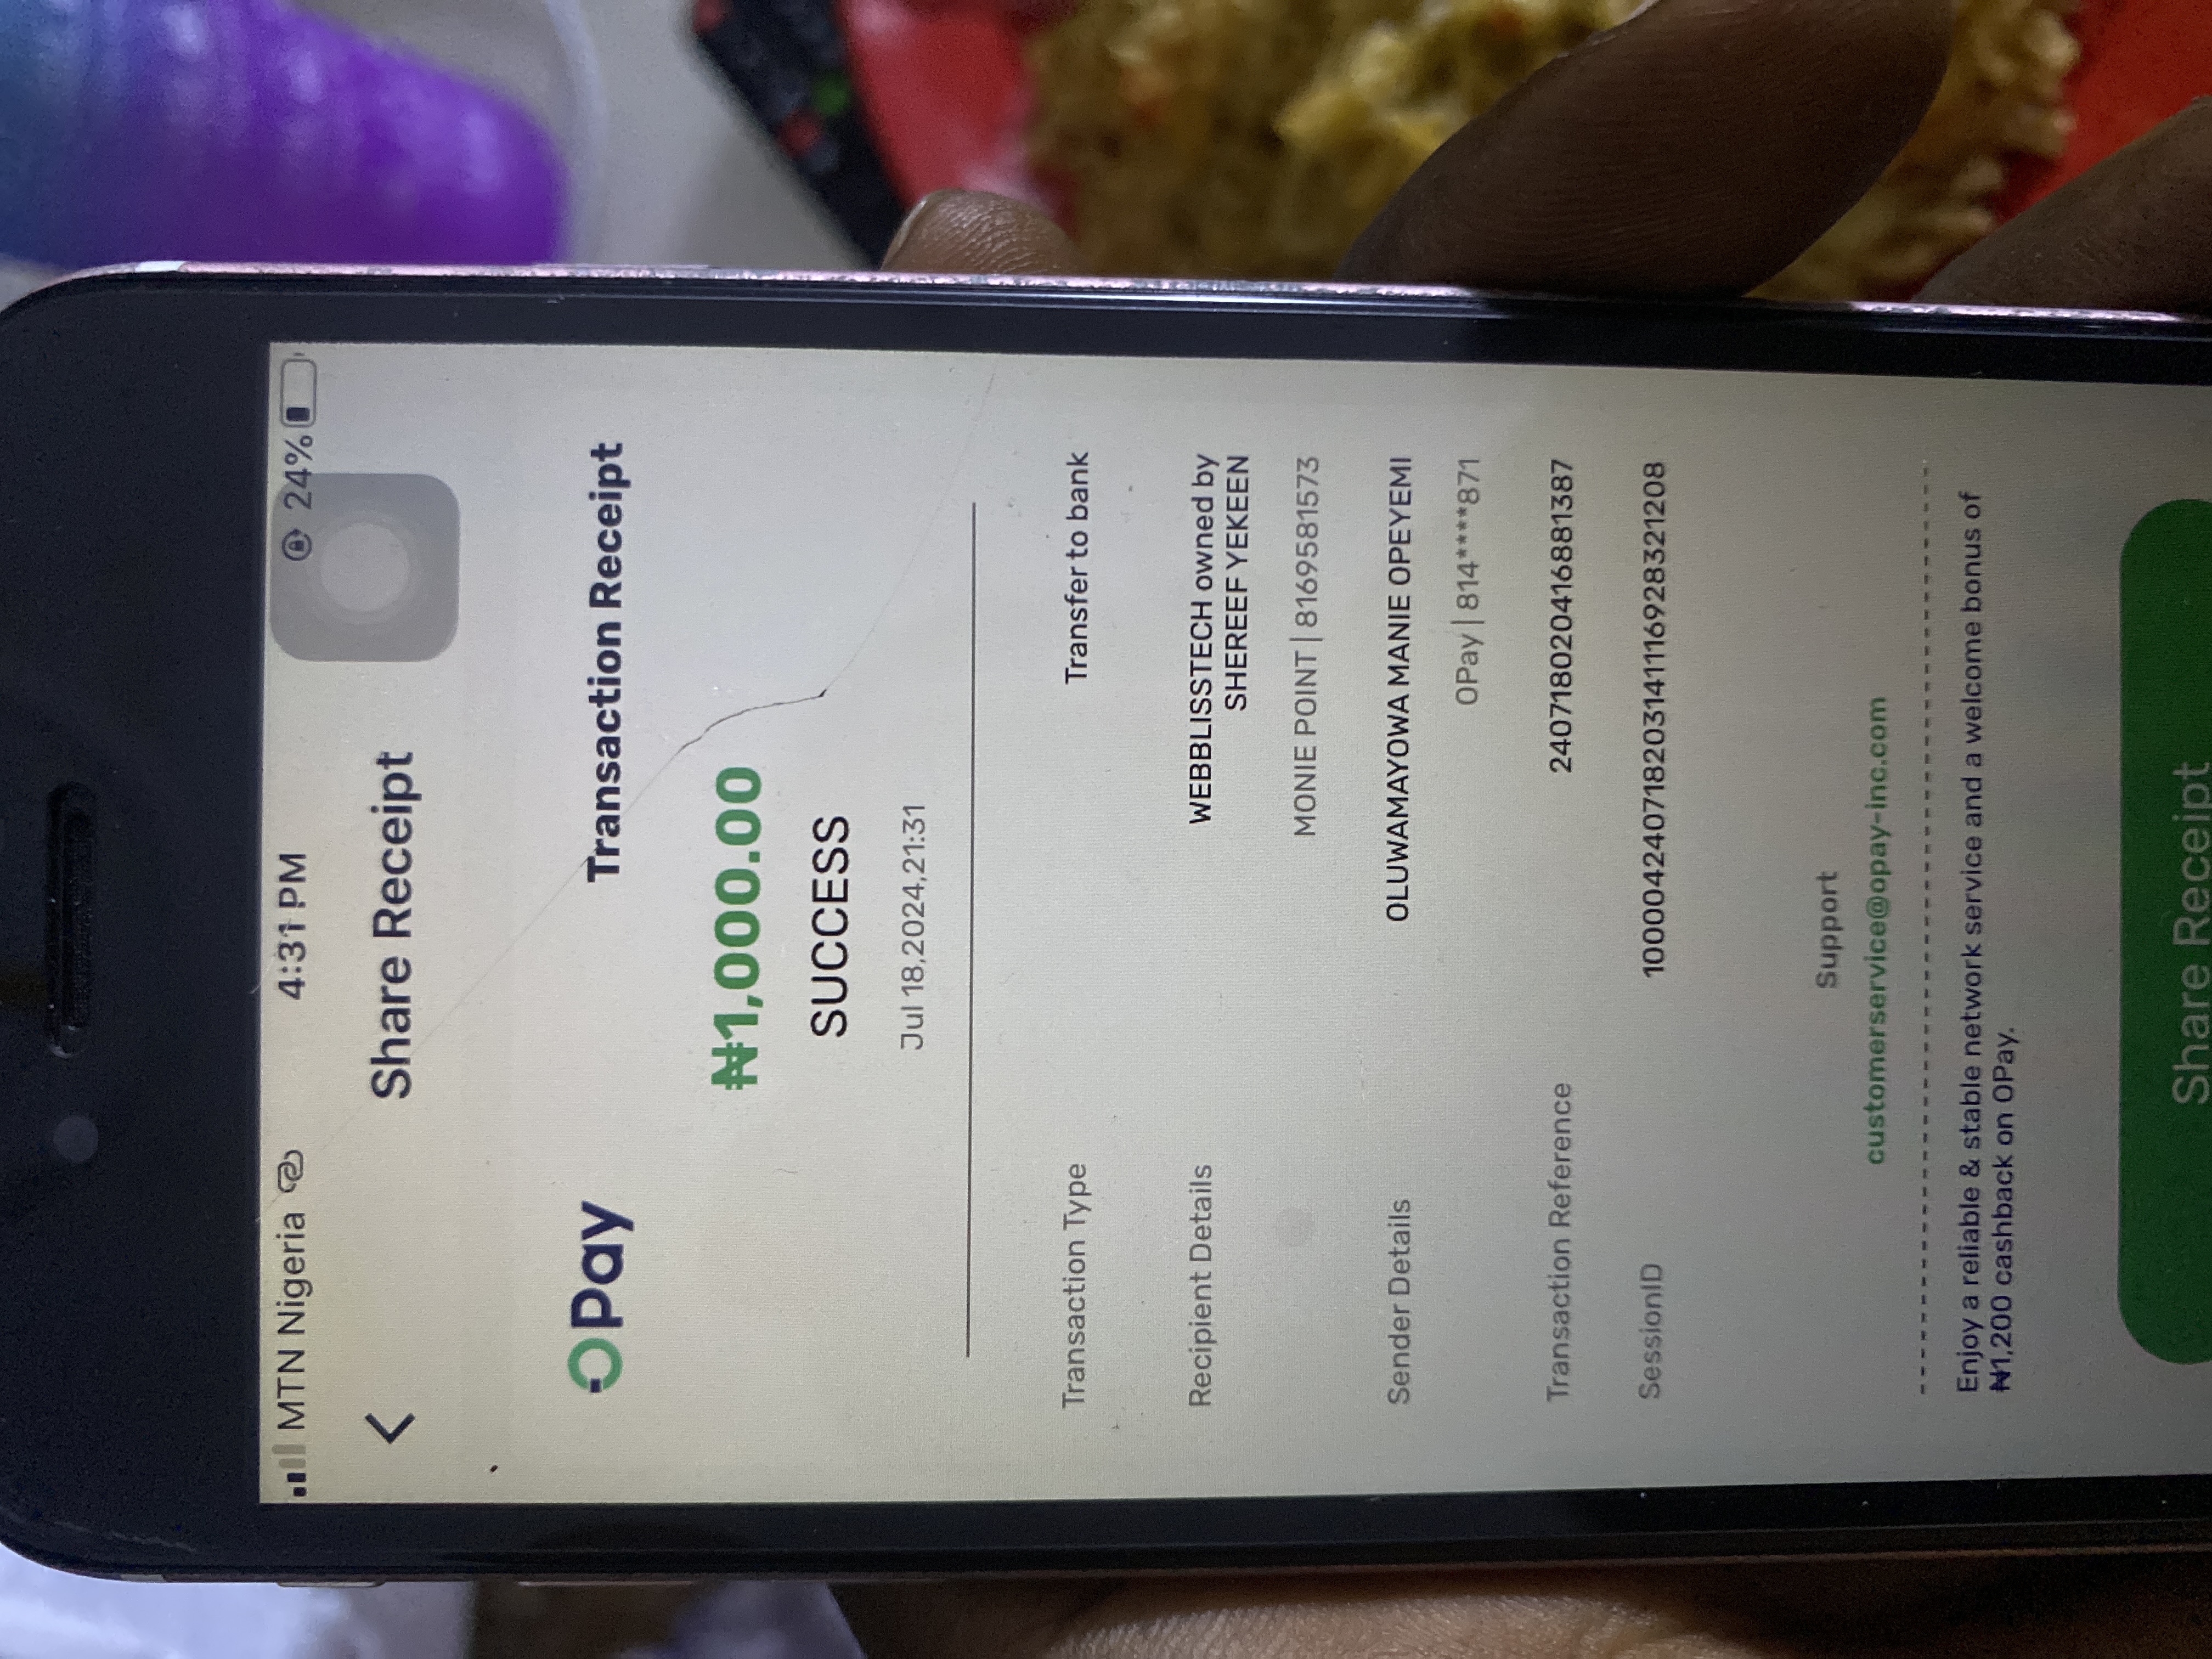 MTN Nigeria 4:31 PM 24%
Share Receipt
OPay Transaction Receipt
₦1,000.00
SUCCESS
Jul 18,2024,21:31
Transaction Type Transfer to bank
Recipient Details WEBBLISSTECH owned by
SHEREEF YEKEEN
MONIE POINT | 8169581573
Sender Details OLUWAMAYOWA MANIE OPEYEMI
OPay | 814****871
Transaction Reference 240718020416881387
SessionID 100004240718203141116928321208
Support
customerservice@opay-inc.com
Enjoy a reliable & stable network service and a welcome bonus of
₦1,200 cashback on OPay.
Share Receipt